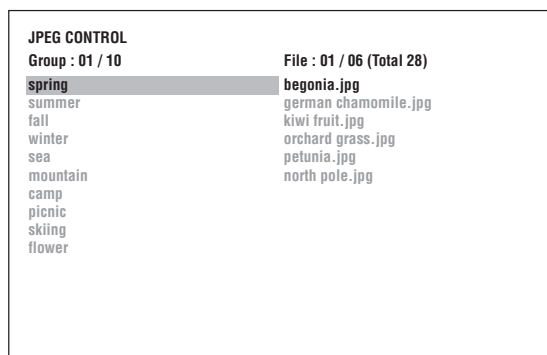 JPEG CONTROL
Group : 01 / 10
spring
summer
fall
winter
sea
mountain
camp
picnic
skiing
flower
File : 01 / 06 (Total 28)
begonia.jpg
german chamomile.jpg
kiwi fruit.jpg
orchard grass.jpg
petunia.jpg
north pole.jpg